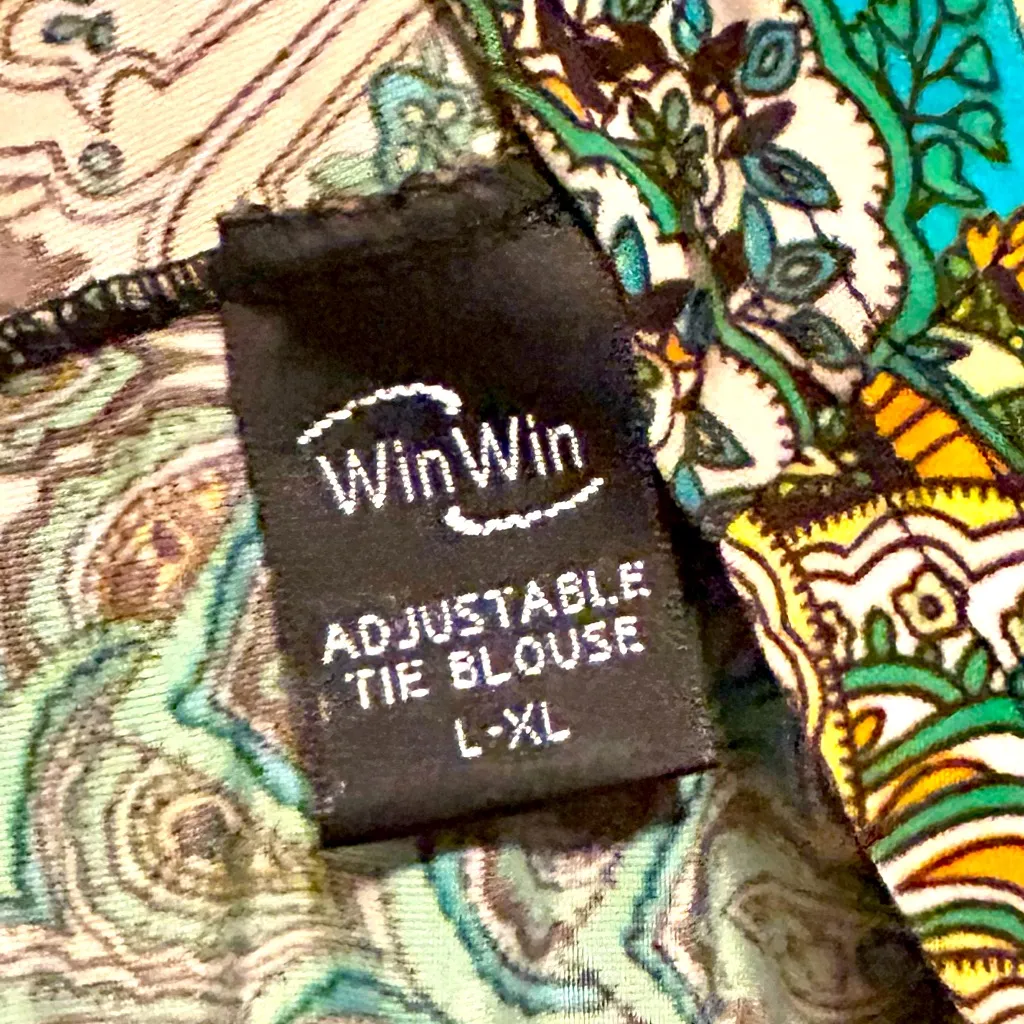 WinWin
ADJUSTABLE
TIE BLOUSE
L-XL